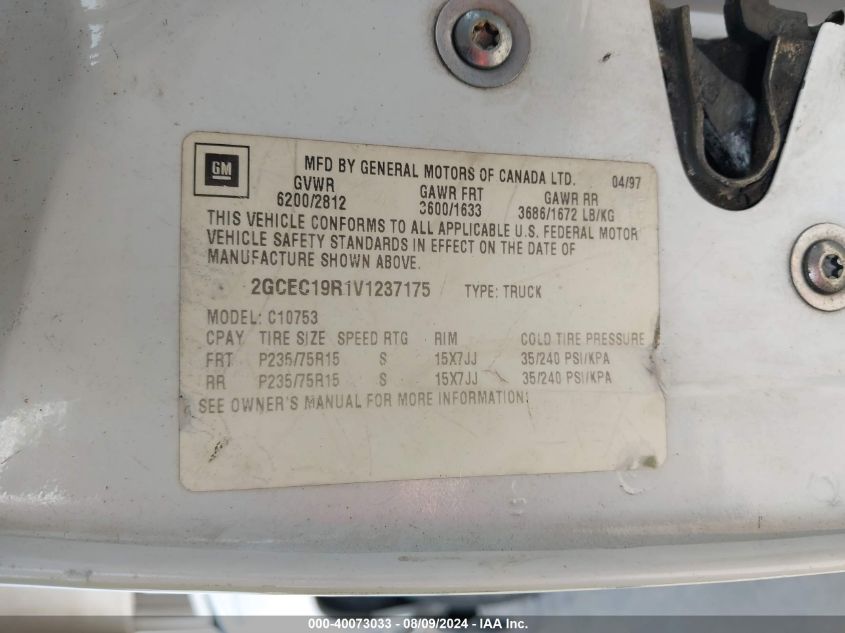 GM
MFD BY GENERAL MOTORS OF CANADA LTD. 04/97
GVWR GAWR FRT GAWR RR
6200/2812 3600/1633 3686/1672 LB/KG
THIS VEHICLE CONFORMS TO ALL APPLICABLE U.S. FEDERAL MOTOR
VEHICLE SAFETY STANDARDS IN EFFECT ON THE DATE OF
MANUFACTURE SHOWN ABOVE.
2GCEC19R1V1237175 TYPE: TRUCK
MODEL: C10753
CPAY TIRE SIZE SPEED RTG RIM COLD TIRE PRESSURE
FRT P235/75R15 S 15X7JJ 35/240 PSI/KPA
RR P235/75R15 S 15X7JJ 35/240 PSI/KPA
SEE OWNER'S MANUAL FOR MORE INFORMATION.
000-40073033 - 08/09/2024 - IAA Inc.